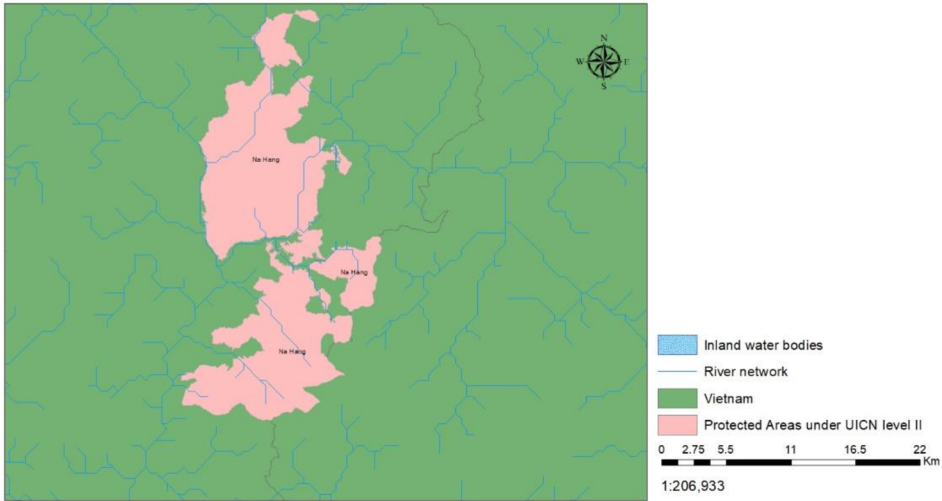 N
W E
S
Na Hang
Na Hang
Na Hang
Inland water bodies
River network
Vietnam
Protected Areas under UICN level II
0 2.75 5.5 11 16.5 22
Km
1:206,933